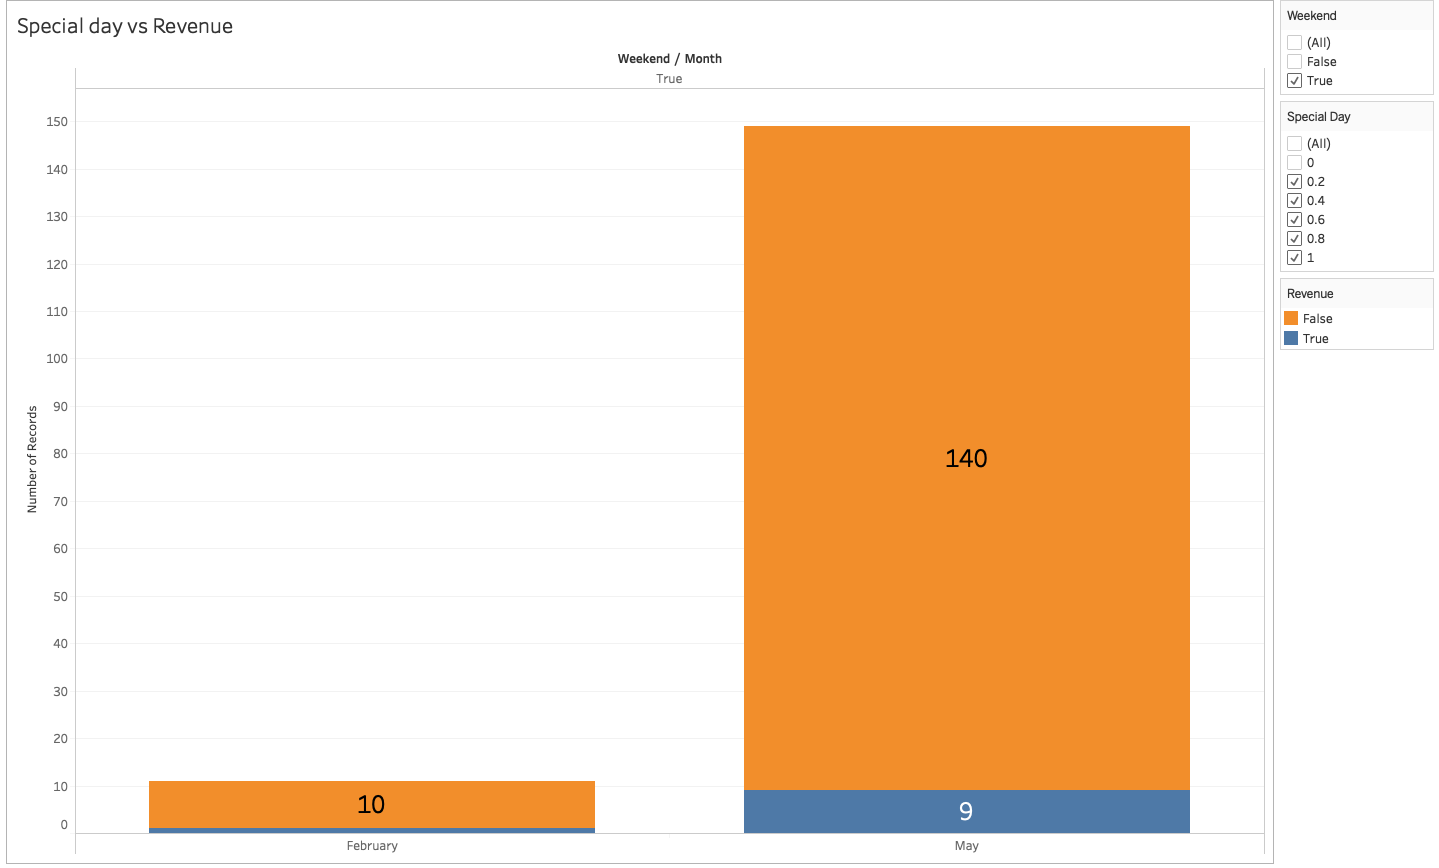 Special day vs Revenue
Weekend / Month
True
150
140
130
120
110
100
90
80
70
60
50
40
30
20
10
0
Number of Records
140
10
9
February
May
Weekend
(All)
False
True
Special Day
(All)
0
0.2
0.4
0.6
0.8
1
Revenue
False
True